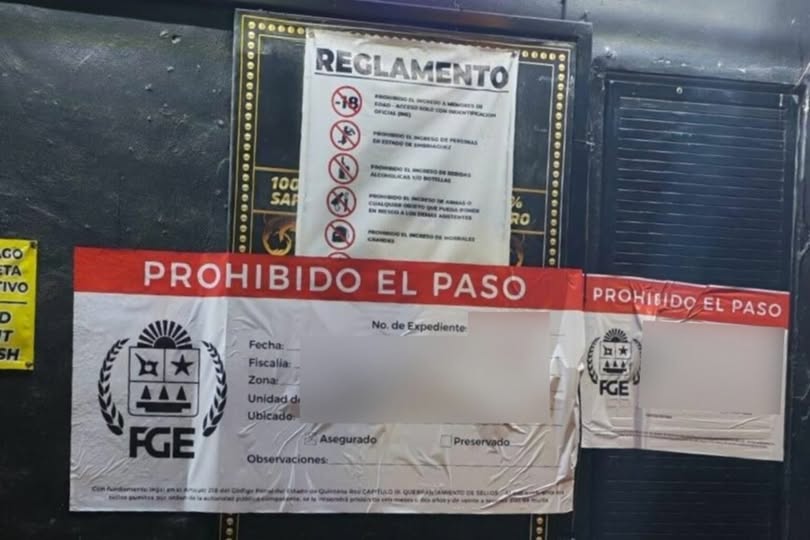 REGLAMENTO
-18
PROHIBIDO EL INGRESO A MENORES DE
EDAD - ACCESO SOLO CON INDENTIFICACION
OFICIAL (INE)
PROHIBIDO EL INGRESO DE PERSONAS
EN ESTADO DE EMBRIAGUEZ
PROHIBIDO EL INGRESO DE BEBIDAS
ALCOHOLICAS Y/O BOTELLAS
PROHIBIDO EL INGRESO DE ARMAS O
CUALQUIER OBJETO QUE PUEDA PONER
EN RIESGO A LOS DEMAS ASISTENTES
PROHIBIDO EL INGRESO DE MORRALES
GRANDES
100
%
PROHIBIDO EL PASO
No. de Expediente:
Fecha:
Fiscalía:
Zona:
Unidad de
Ubicado:
Asegurado
Preservado
Observaciones:
FGE
PROHIBIDO EL PASO
FGE